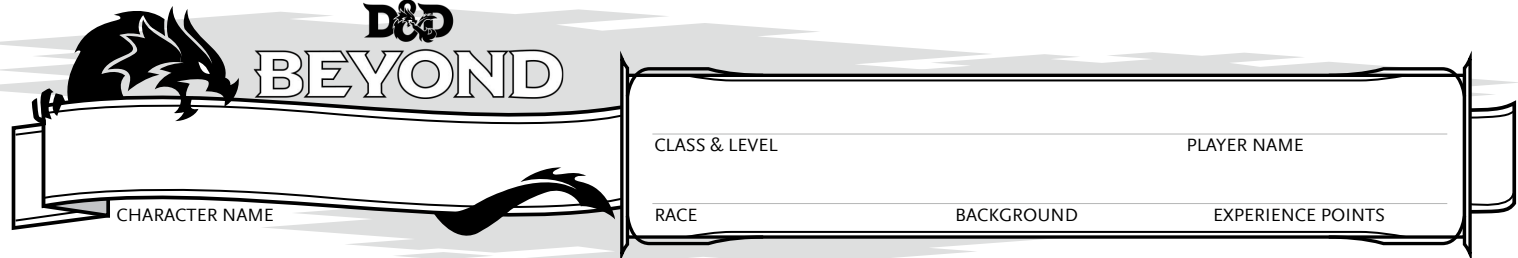 D&D
BEYOND
CLASS & LEVEL PLAYER NAME
CHARACTER NAME RACE BACKGROUND EXPERIENCE POINTS